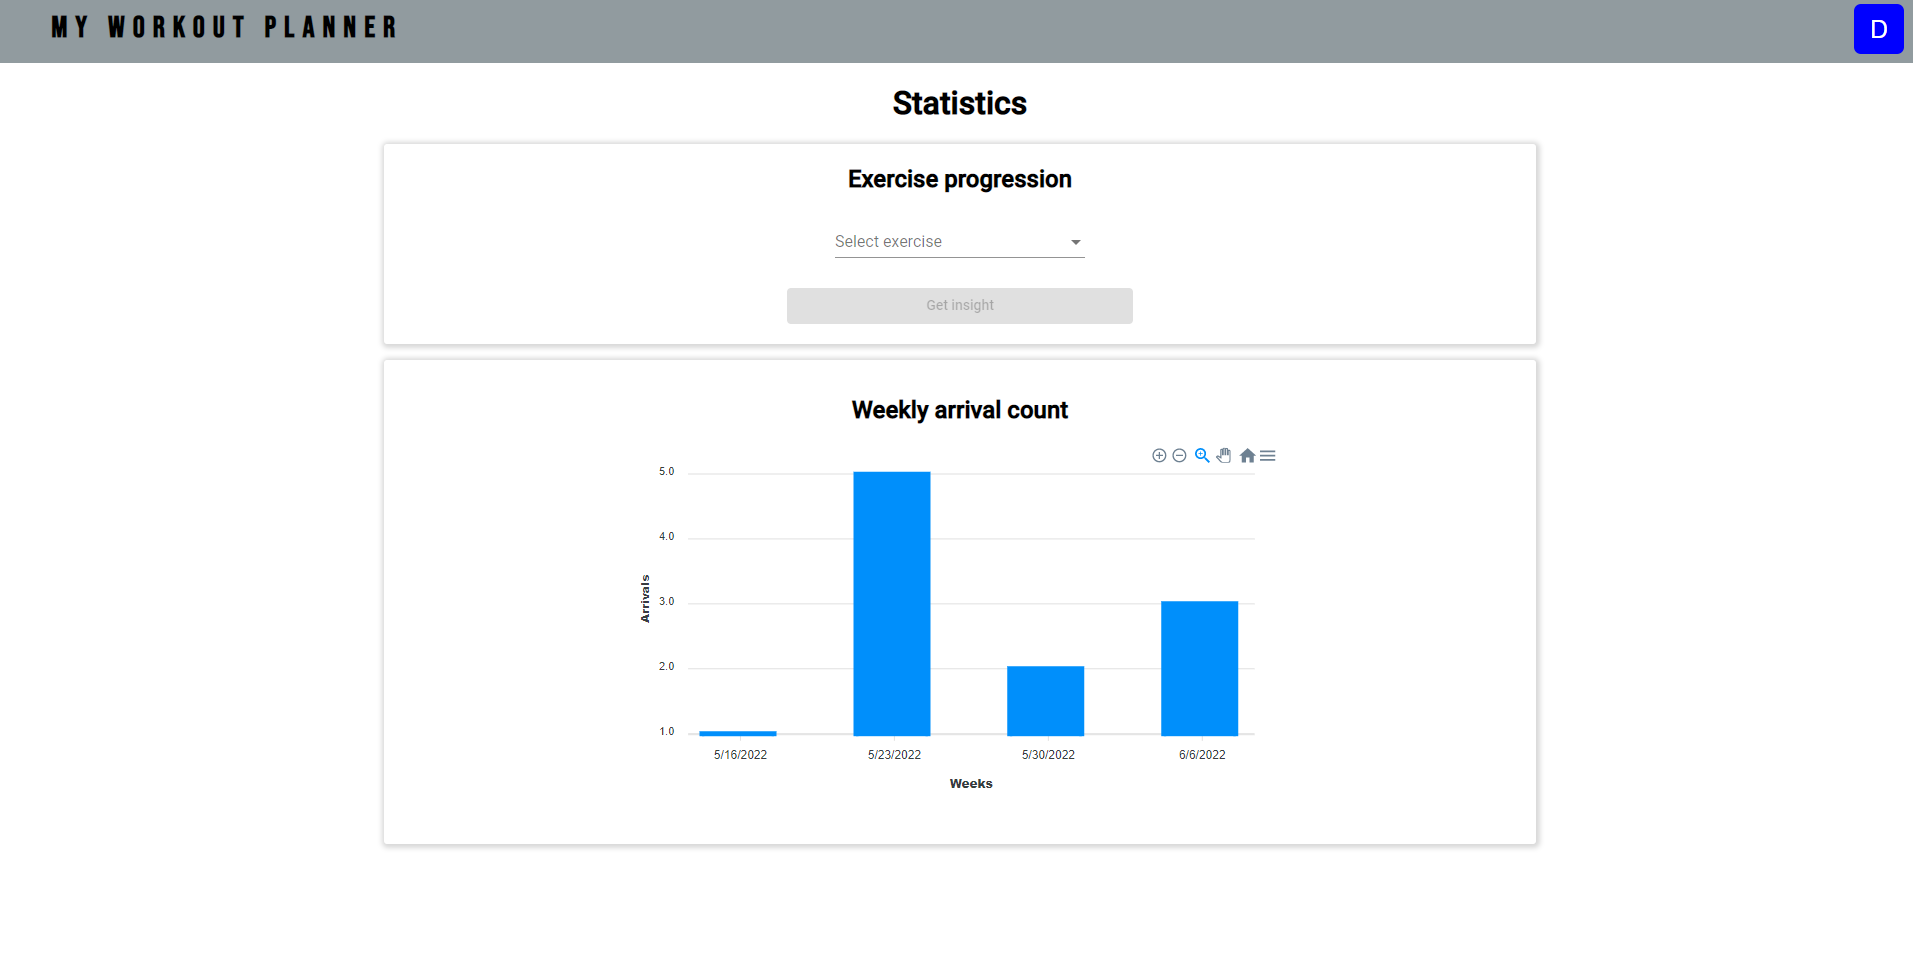 MY WORKOUT PLANNER
D
Statistics
Exercise progression
Select exercise
Get insight
Weekly arrival count
5.0
4.0
3.0
2.0
1.0
Arrivals
5/16/2022 5/23/2022 5/30/2022 6/6/2022
Weeks